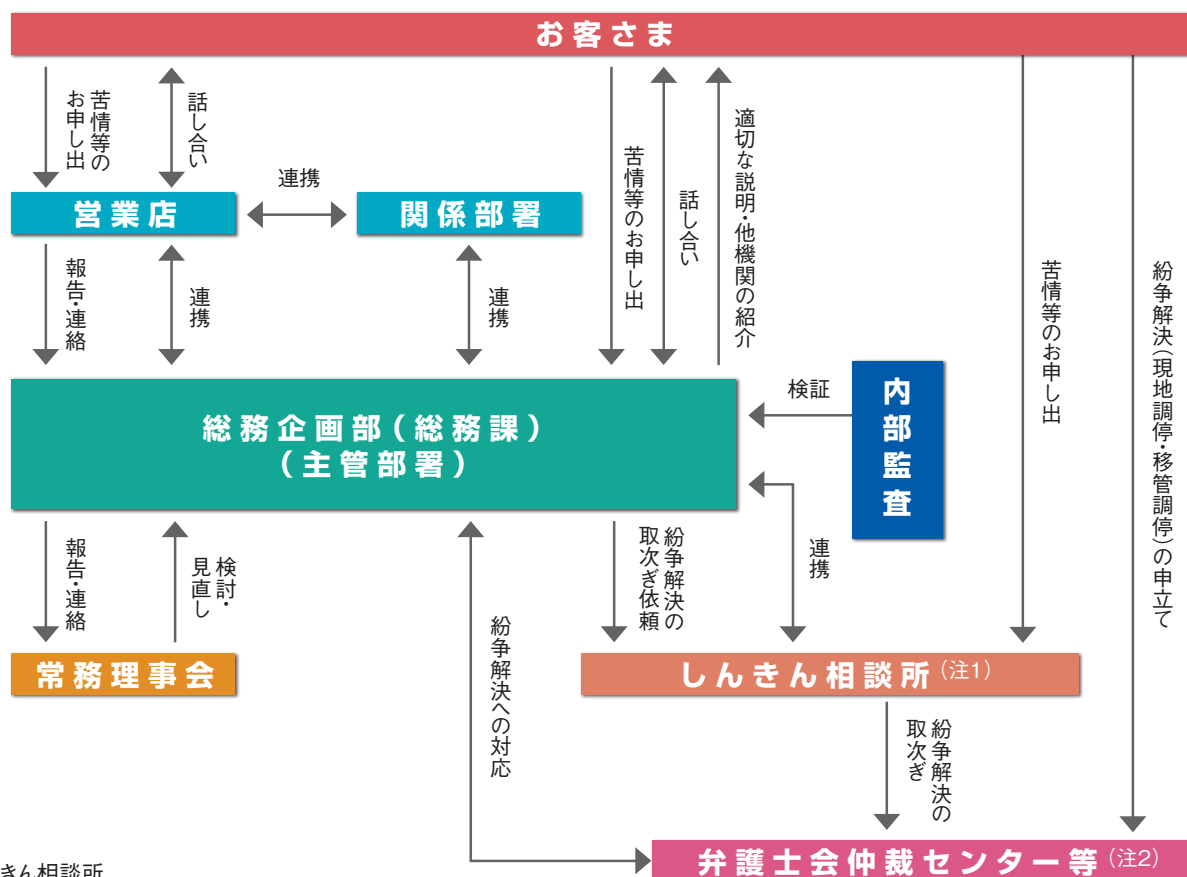 お客さま
苦情等の
お申し出
話し合い
苦情等のお申し出
話し合い
適切な説明・他機関の紹介
苦情等のお申し出
紛争解決(現地調停・移管調停)の申立て
営業店
連携
関係部署
報告・連絡
連携
連携
総務企画部(総務課)
(主管部署)
検証
内部監査
報告・連絡
検討・
見直し
紛争解決への対応
紛争解決の
取次ぎ依頼
連携
常務理事会
しんきん相談所(注1)
紛争解決の
取次ぎ
弁護士会仲裁センター等(注2)
きん相談所